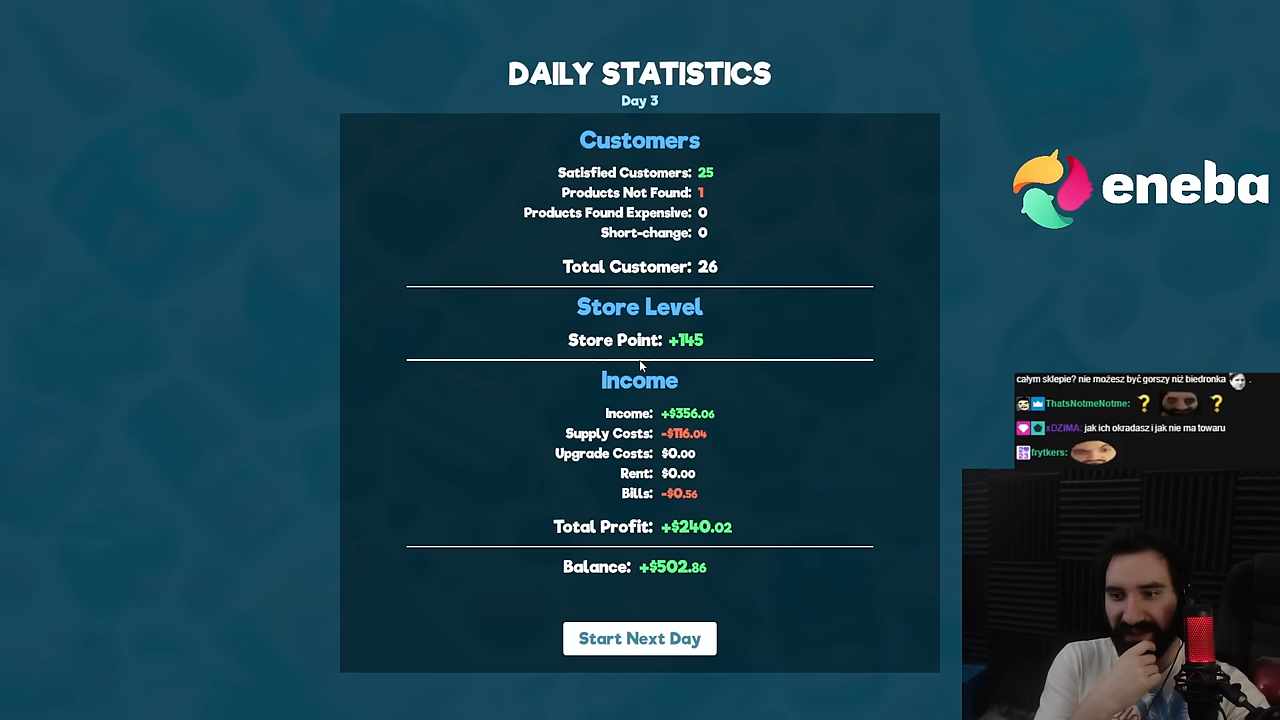 DAILY STATISTICS
Day 3
Customers
Satisfied Customers: 25
Products Not Found: 1
Products Found Expensive: 0
Short-change: 0
Total Customer: 26
Store Level
Store Point: +145
Income
Income: +$356.06
Supply Costs: -$116.04
Upgrade Costs: $0.00
Rent: $0.00
Bills: -$0.56
Total Profit: +$240.02
Balance: +$502.86
Start Next Day
eneba
całym sklepie? nie możesz być gorszy niż biedronka .
ThatsNotmeNotme: ? ?
xDZIMA: jak ich okradasz i jak nie ma towaru
frytkers: